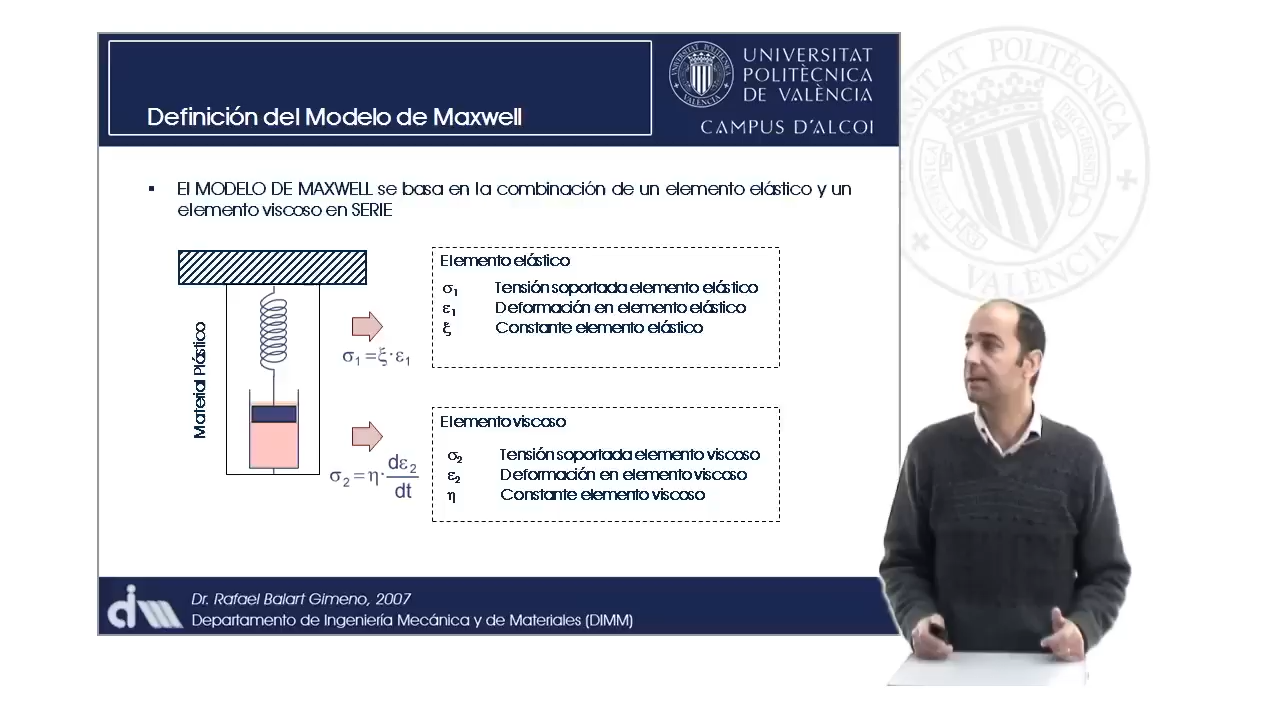 Definición del Modelo de Maxwell
UNIVERSITAT
POLITÈCNICA
DE VALÈNCIA
CAMPUS D'ALCOI
▪ El MODELO DE MAXWELL se basa en la combinación de un elemento elástico y un
elemento viscoso en SERIE
Material Plástico
σ₁ = ξ·ε₁
Elemento elástico
σ₁ Tensión soportada elemento elástico
ε₁ Deformación en elemento elástico
ξ Constante elemento elástico
σ₂ = η· dε₂/dt
Elemento viscoso
σ₂ Tensión soportada elemento viscoso
ε₂ Deformación en elemento viscoso
η Constante elemento viscoso
dimm
Dr. Rafael Balart Gimeno, 2007
Departamento de Ingeniería Mecánica y de Materiales (DIMM)